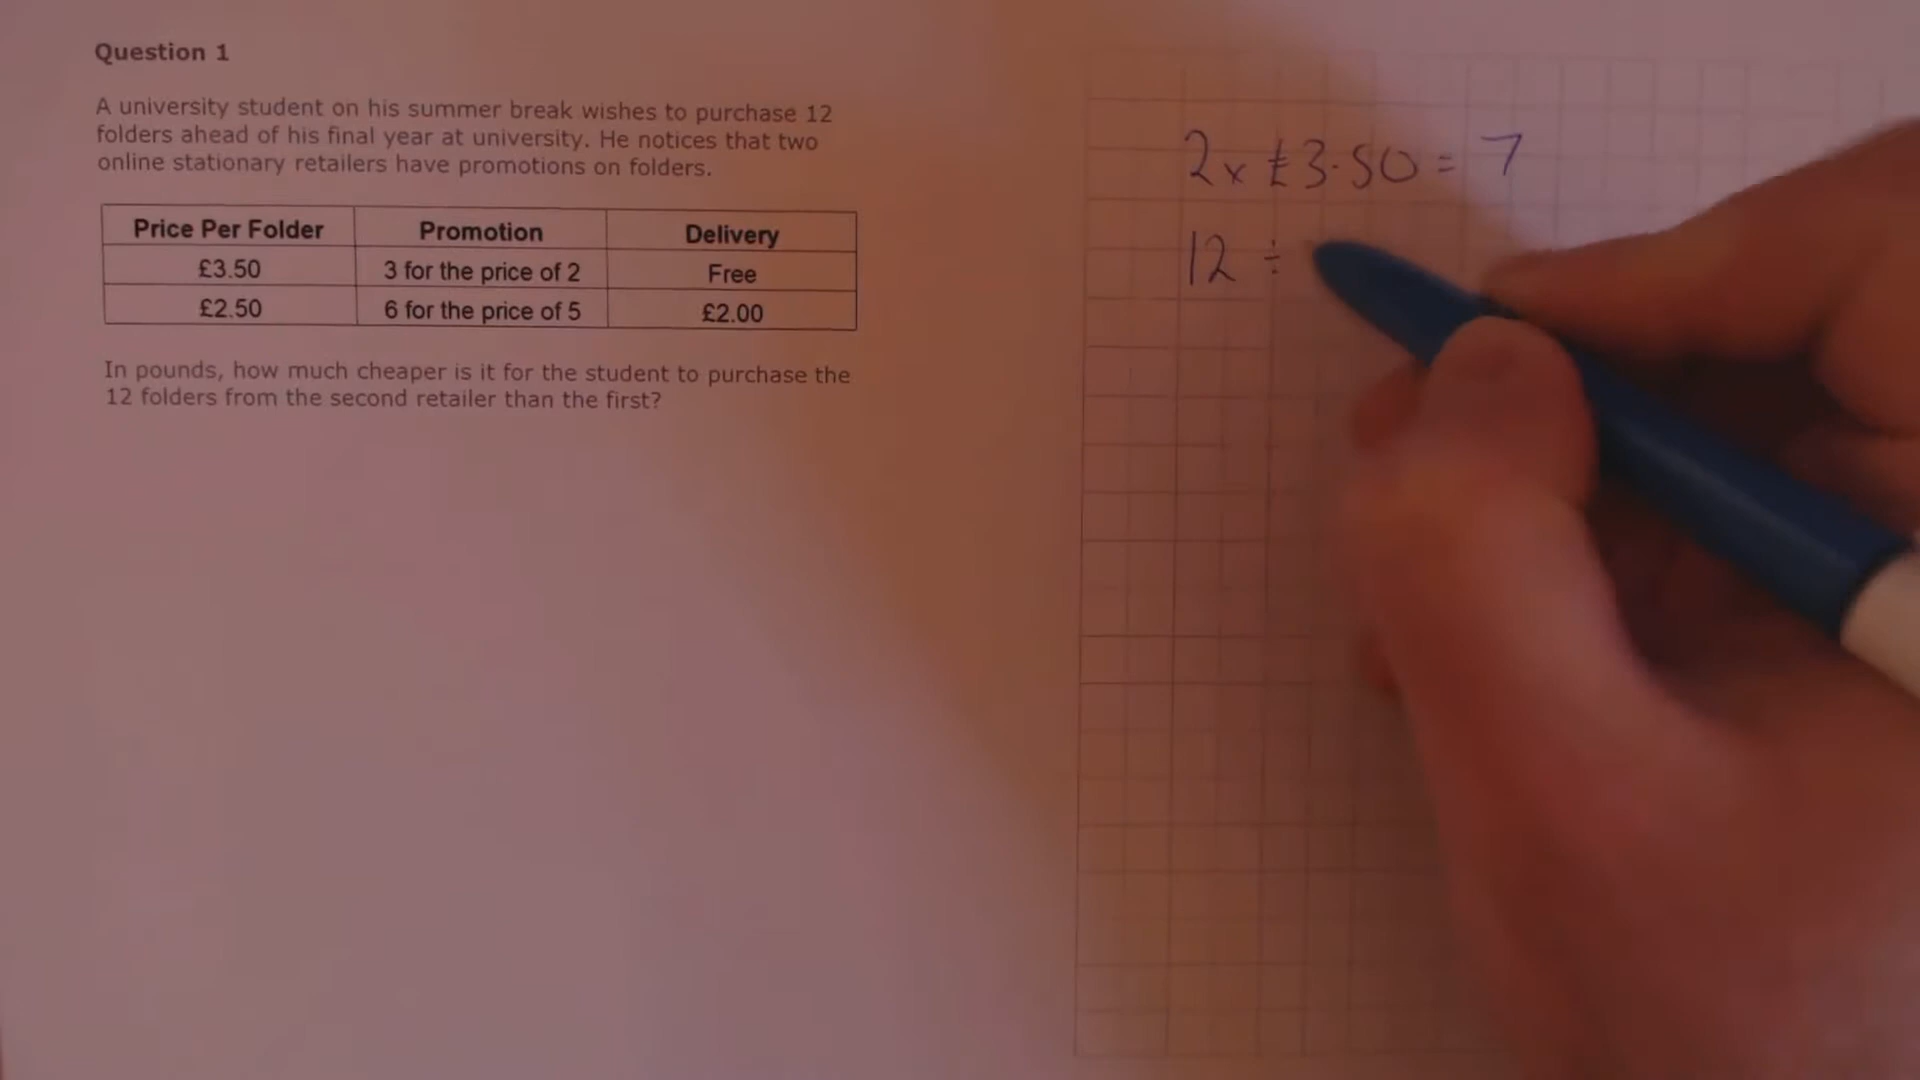 Question 1
A university student on his summer break wishes to purchase 12
folders ahead of his final year at university. He notices that two
online stationary retailers have promotions on folders.
Price Per Folder Promotion Delivery
£3.50 3 for the price of 2 Free
£2.50 6 for the price of 5 £2.00
In pounds, how much cheaper is it for the student to purchase the
12 folders from the second retailer than the first?
2 x £3.50 = 7
12 ÷